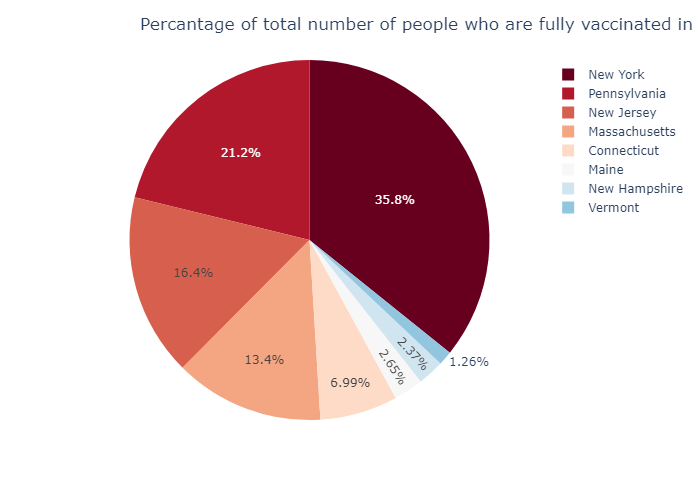 Percantage of total number of people who are fully vaccinated in
New York
Pennsylvania
New Jersey
Massachusetts
Connecticut
Maine
New Hampshire
Vermont
35.8%
21.2%
16.4%
13.4%
6.99%
2.65%
2.37%
1.26%